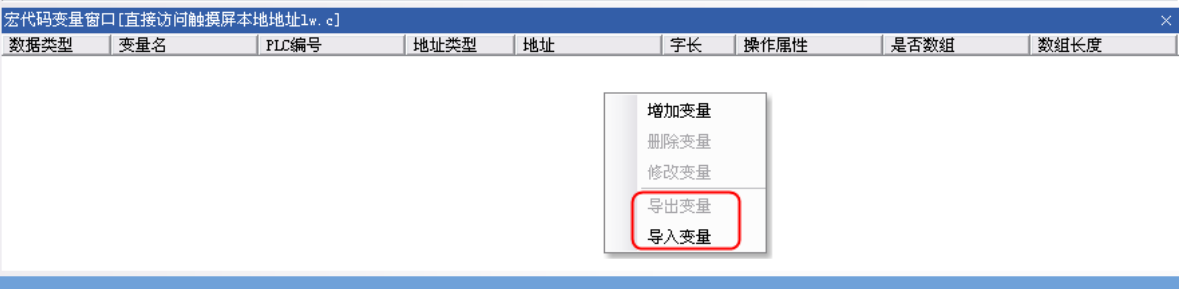 宏代码变量窗口[直接访问触摸屏本地地址lw.c]
数据类型 变量名 PLC编号 地址类型 地址 字长 操作属性 是否数组 数组长度
增加变量
删除变量
修改变量
导出变量
导入变量